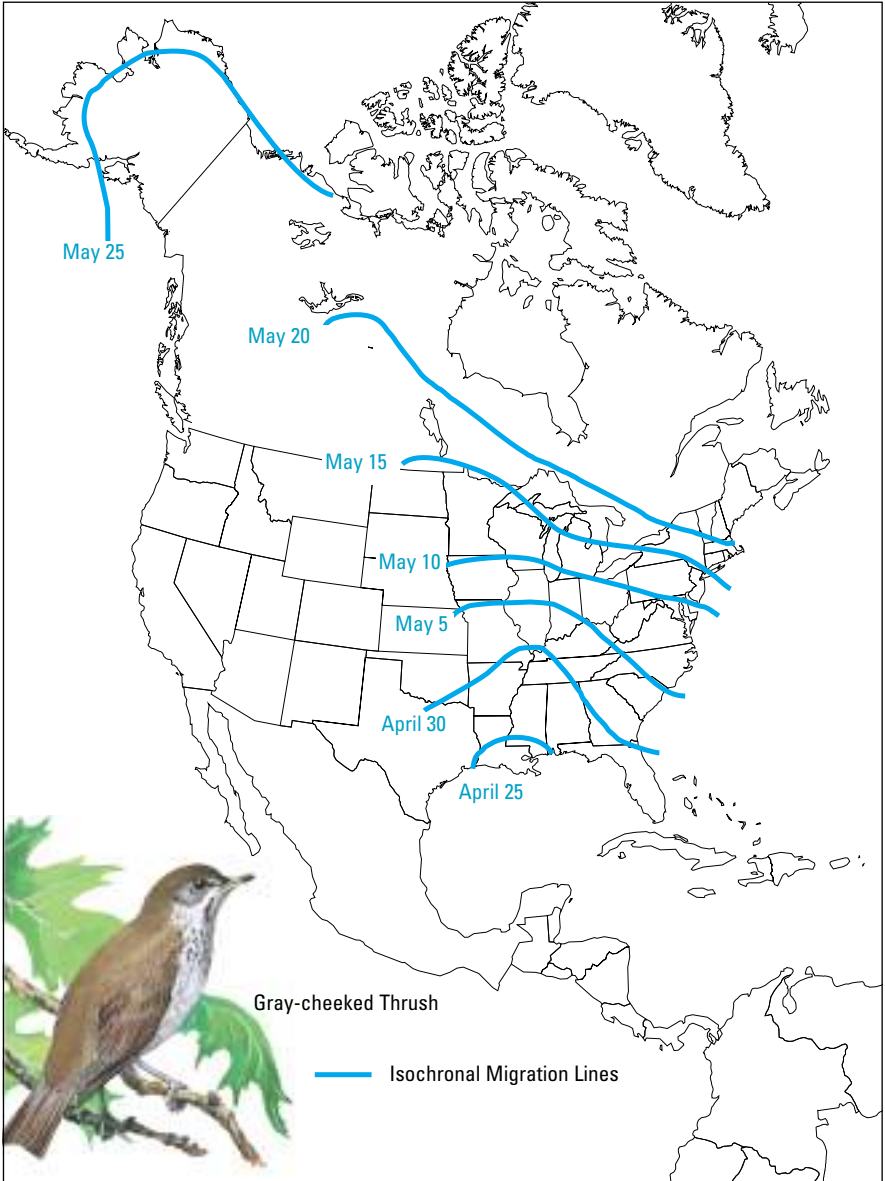 May 25
May 20
May 15
May 10
May 5
April 30
April 25
Gray-cheeked Thrush
Isochronal Migration Lines